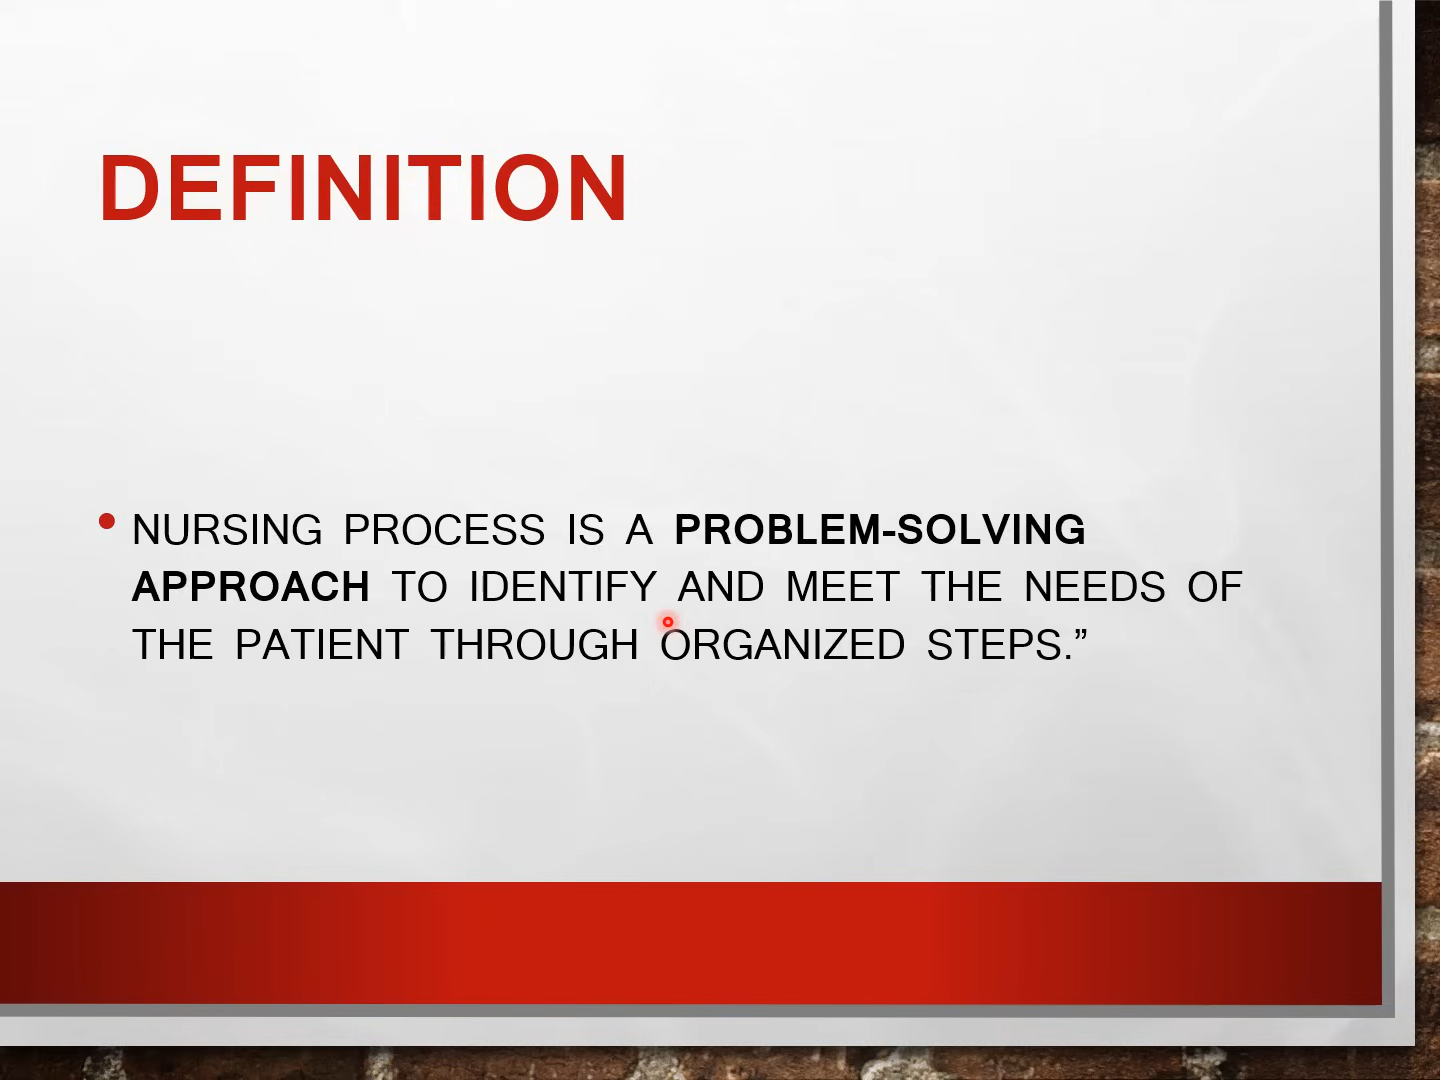 DEFINITION
• NURSING PROCESS IS A PROBLEM-SOLVING
APPROACH TO IDENTIFY AND MEET THE NEEDS OF
THE PATIENT THROUGH ORGANIZED STEPS.”